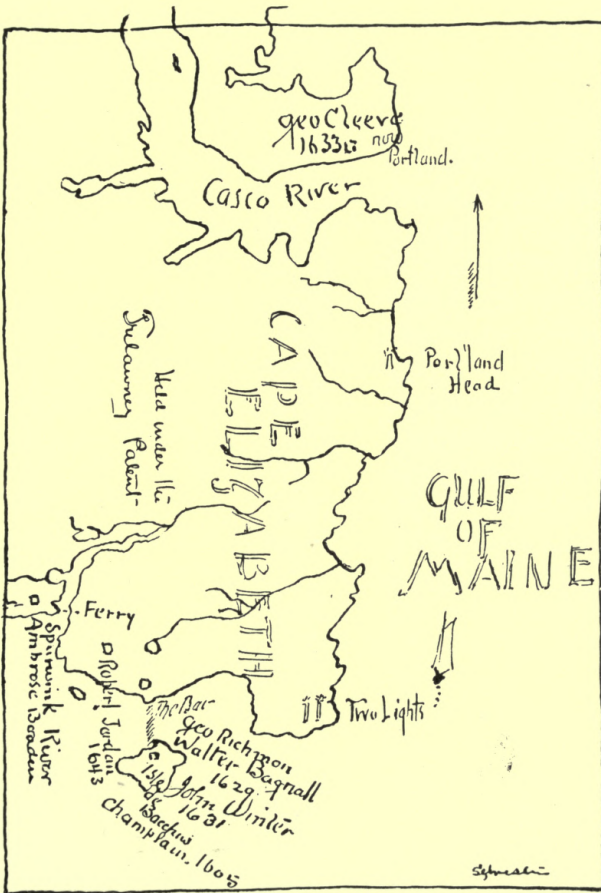 geo Cleeve
1633
now
Portland.
Casco River
Portland
Head
CAPE
ELIZABETH
Held under the
Trelawney Patent-
GULF
OF
MAINE
Ferry
Spurwink River
Ambrose Boaden
Robert Jordan
1643
The Bar
Two Lights
geo Richmon
Walter Bagnall
1629
John Winter
1631
Isle
de
Bacchus
Champlain. 1605